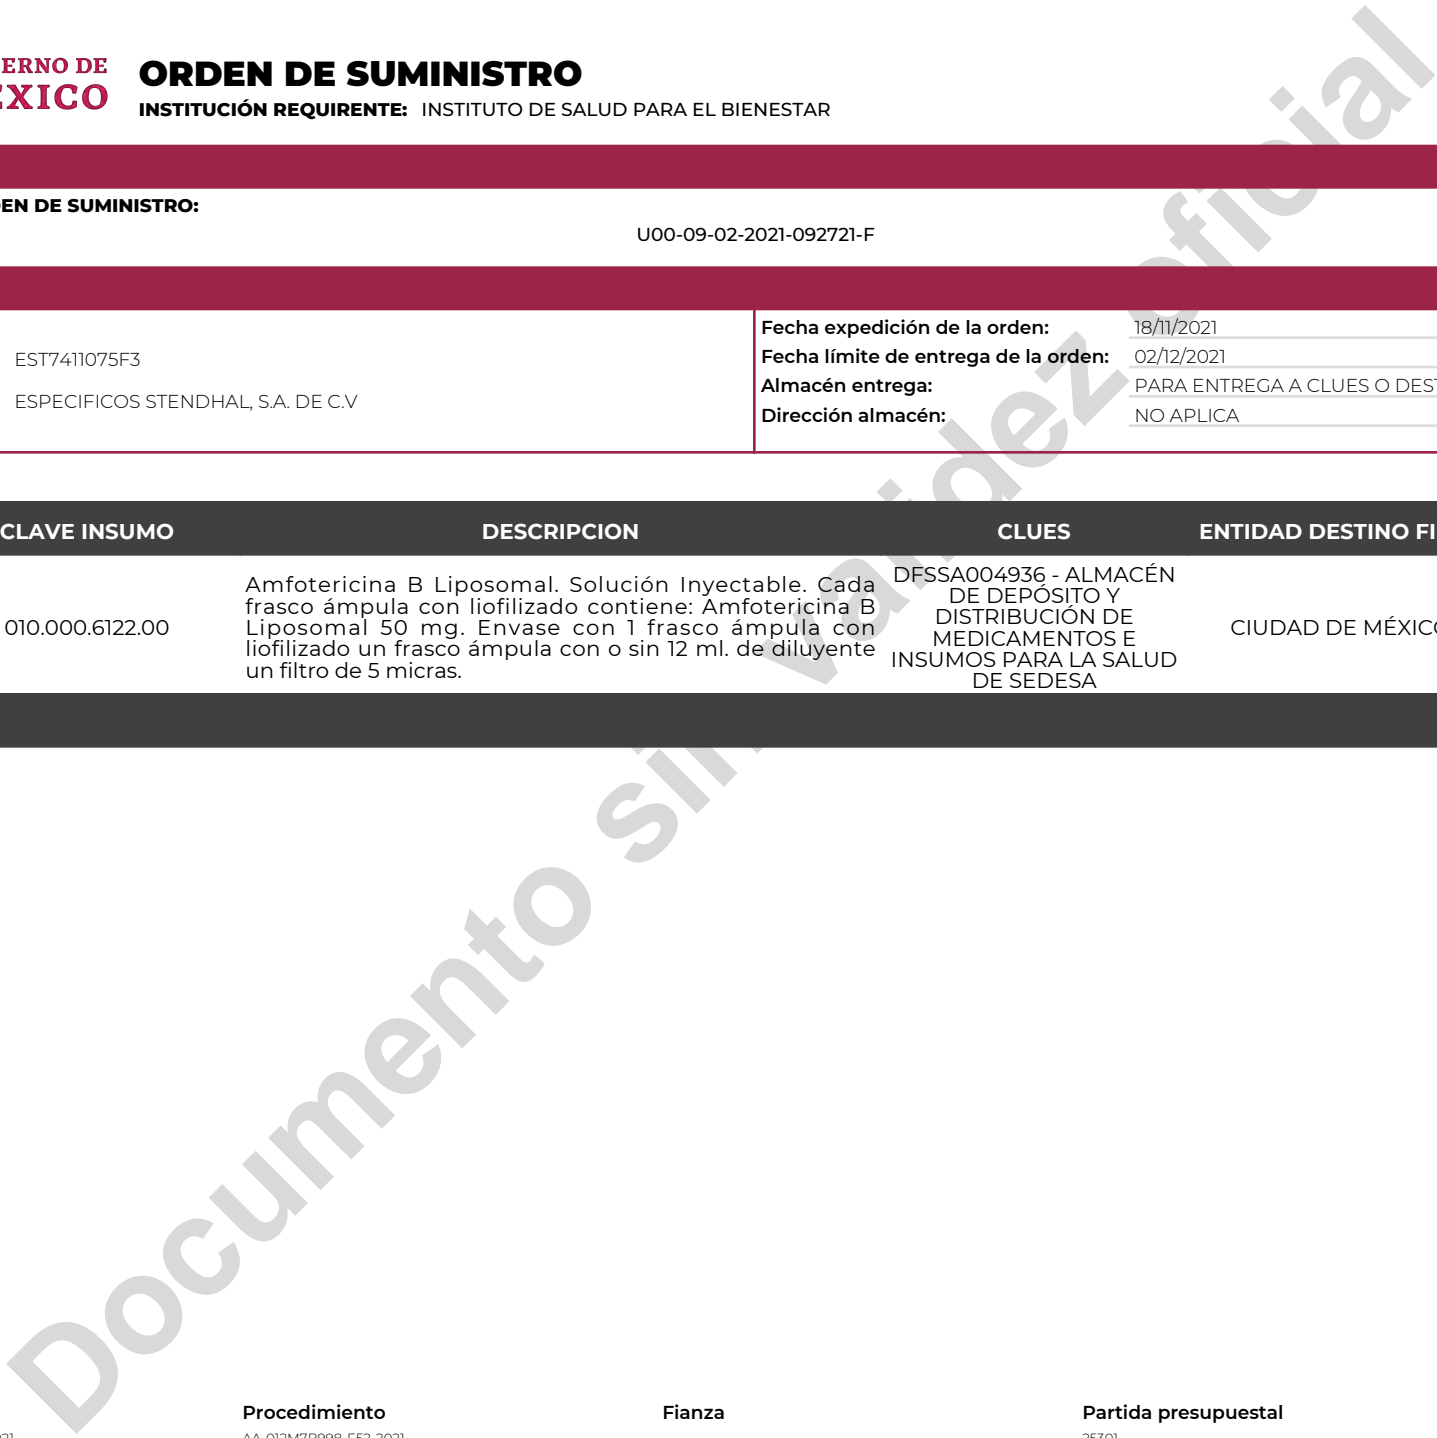 ERNO DE
ÉXICO
ORDEN DE SUMINISTRO
INSTITUCIÓN REQUIRENTE: INSTITUTO DE SALUD PARA EL BIENESTAR
EN DE SUMINISTRO:
U00-09-02-2021-092721-F
EST7411075F3
ESPECIFICOS STENDHAL, S.A. DE C.V
Fecha expedición de la orden: 18/11/2021
Fecha límite de entrega de la orden: 02/12/2021
Almacén entrega: PARA ENTREGA A CLUES O DEST
Dirección almacén: NO APLICA
CLAVE INSUMO DESCRIPCION CLUES ENTIDAD DESTINO FI
010.000.6122.00
Amfotericina B Liposomal. Solución Inyectable. Cada
frasco ámpula con liofilizado contiene: Amfotericina B
Liposomal 50 mg. Envase con 1 frasco ámpula con
liofilizado un frasco ámpula con o sin 12 ml. de diluyente
un filtro de 5 micras.
DFSSA004936 - ALMACÉN
DE DEPÓSITO Y
DISTRIBUCIÓN DE
MEDICAMENTOS E
INSUMOS PARA LA SALUD
DE SEDESA
CIUDAD DE MÉXICO
Documento sin validez oficial
Procedimiento Fianza Partida presupuestal